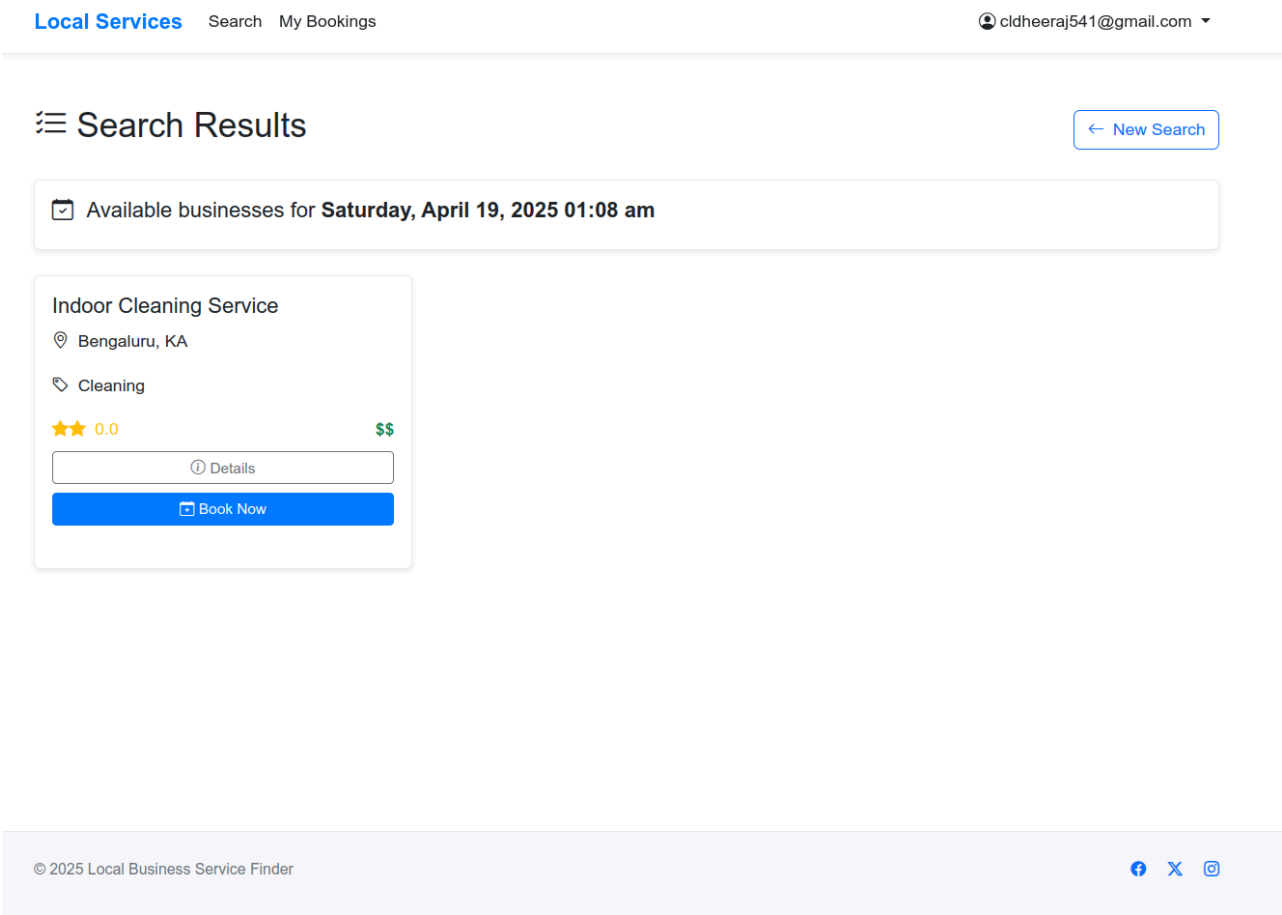 Local Services Search My Bookings cldheeraj541@gmail.com
Search Results
← New Search
Available businesses for Saturday, April 19, 2025 01:08 am
Indoor Cleaning Service
Bengaluru, KA
Cleaning
0.0 $$
Details
Book Now
© 2025 Local Business Service Finder